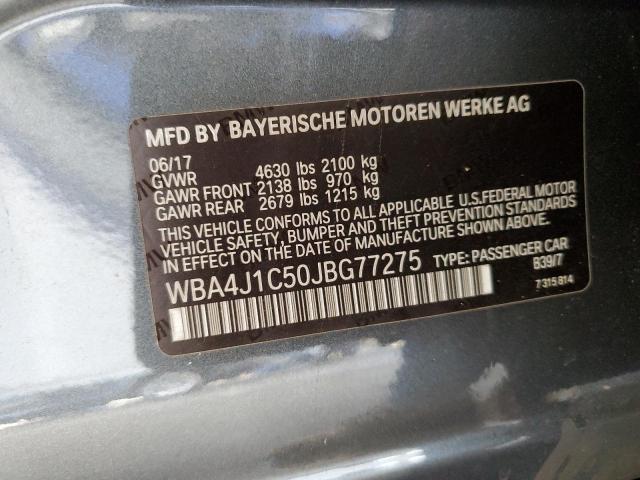 MFD BY BAYERISCHE MOTOREN WERKE AG
06/17
GVWR 4630 lbs 2100 kg
GAWR FRONT 2138 lbs 970 kg
GAWR REAR 2679 lbs 1215 kg
THIS VEHICLE CONFORMS TO ALL APPLICABLE U.S.FEDERAL MOTOR
VEHICLE SAFETY, BUMPER AND THEFT PREVENTION STANDARDS
IN EFFECT ON THE DATE OF MANUFACTURE SHOWN ABOVE.
WBA4J1C50JBG77275 TYPE: PASSENGER CAR
B39/7
7 315 814